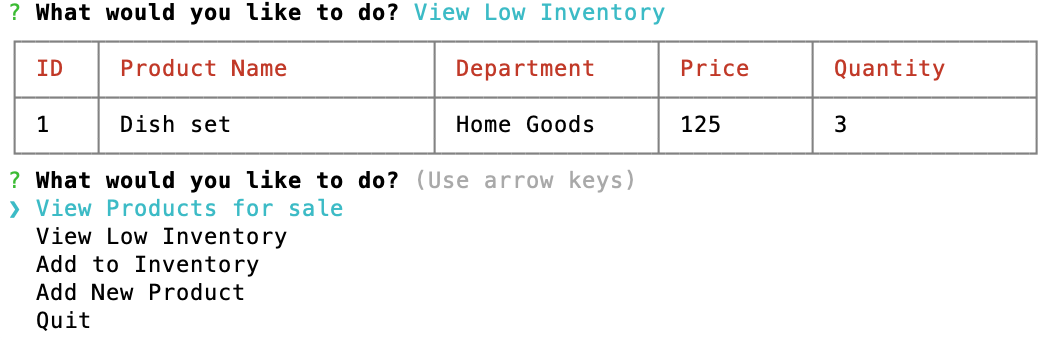 ? What would you like to do? View Low Inventory
ID Product Name Department Price Quantity
1 Dish set Home Goods 125 3
? What would you like to do? (Use arrow keys)
❯ View Products for sale
View Low Inventory
Add to Inventory
Add New Product
Quit